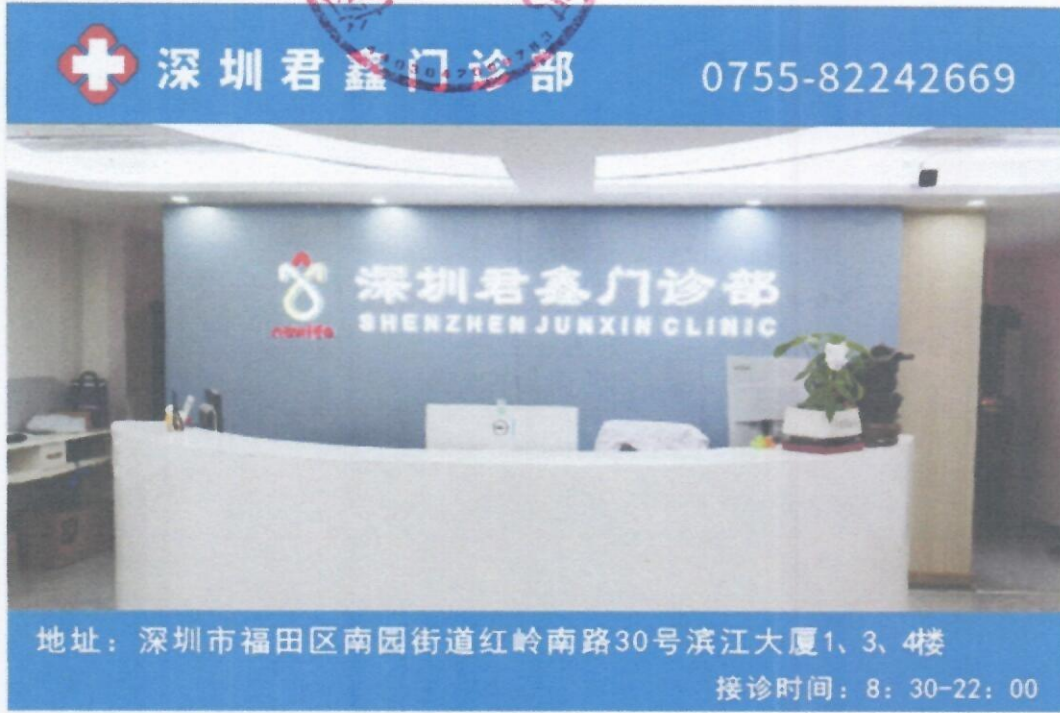 深圳君鑫门诊部
0755-82242669
深圳君鑫门诊部
SHENZHEN JUNXIN CLINIC
地址：深圳市福田区南园街道红岭南路30号滨江大厦1、3、4楼
接诊时间：8：30-22：00